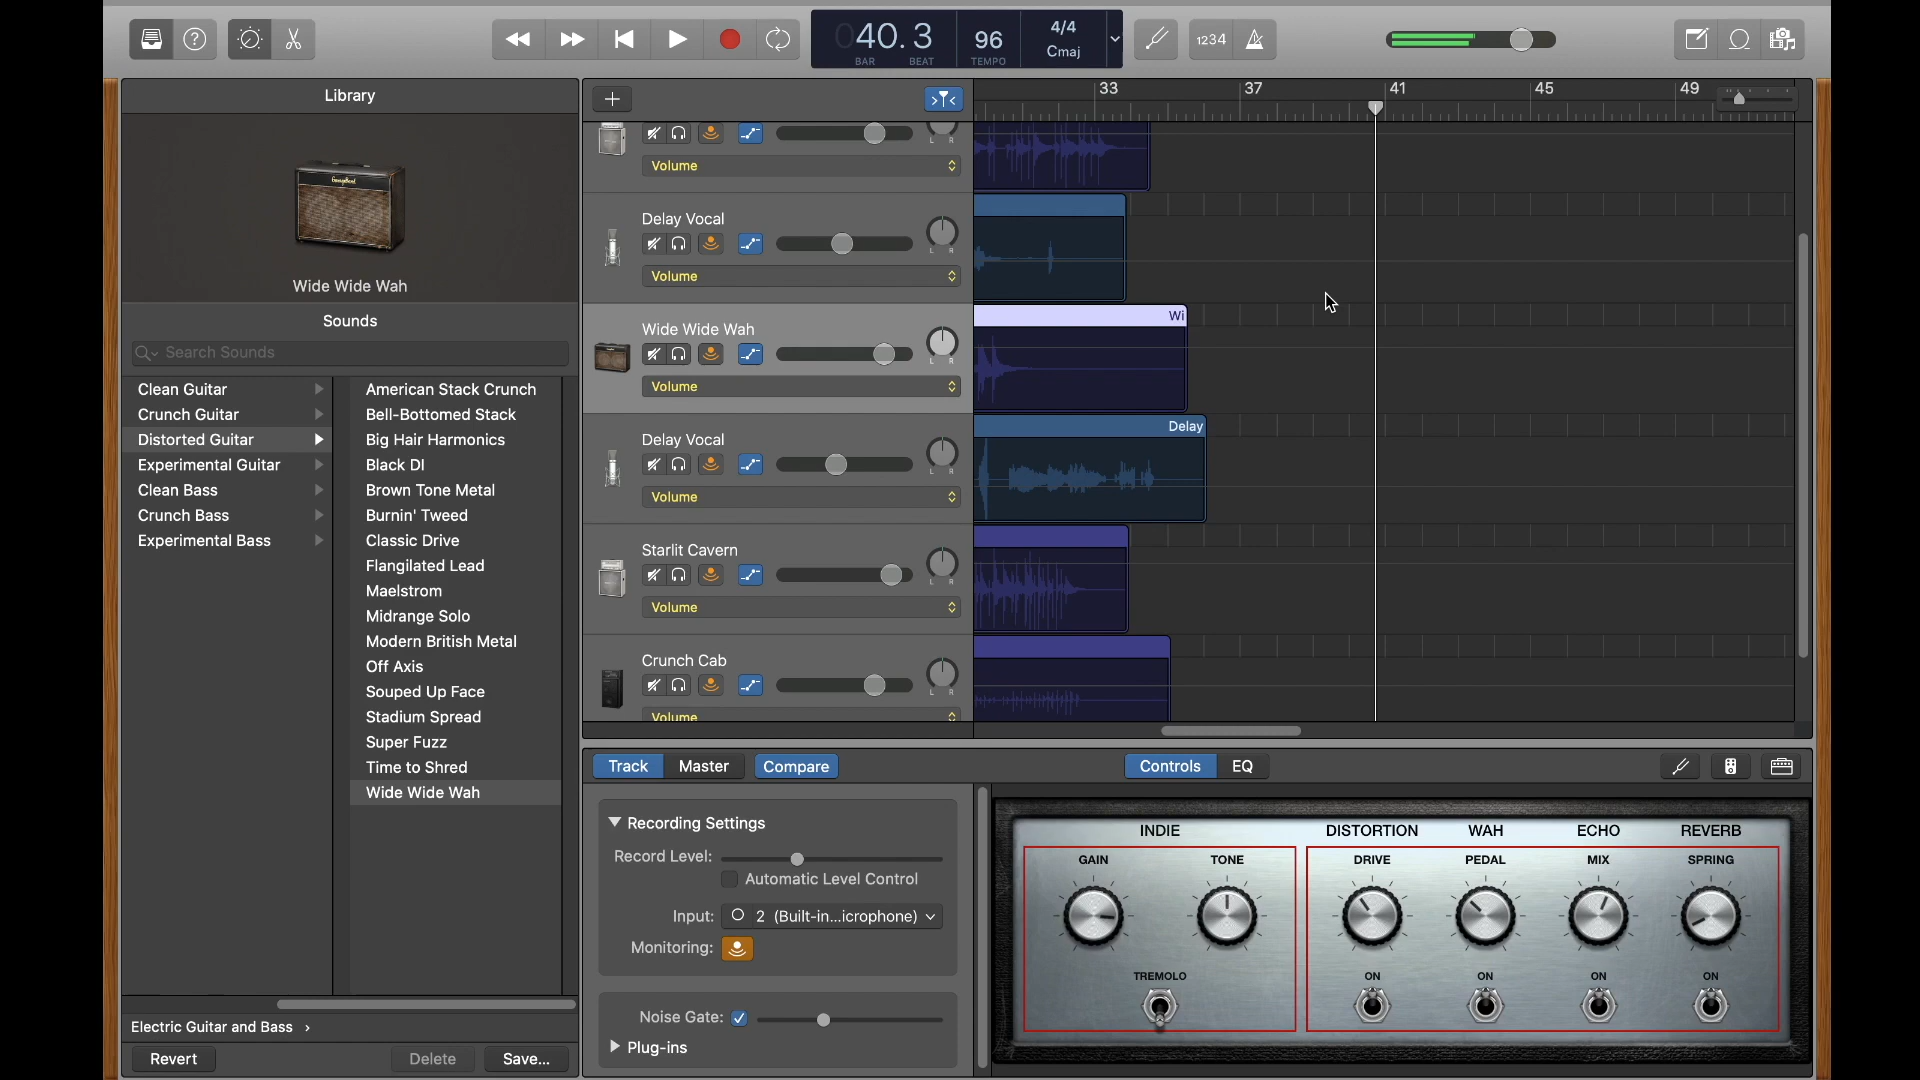 1234
40. 3
BAR
BEAT
96
TEMPO
4/4
Cmaj
Library
GarageBand
Wide Wide Wah
Sounds
Search Sounds
Clean Guitar
Crunch Guitar
Distorted Guitar
Experimental Guitar
Clean Bass
Crunch Bass
Experimental Bass
American Stack Crunch
Bell-Bottomed Stack
Big Hair Harmonics
Black DI
Brown Tone Metal
Burnin' Tweed
Classic Drive
Flangilated Lead
Maelstrom
Midrange Solo
Modern British Metal
Off Axis
Souped Up Face
Stadium Spread
Super Fuzz
Time to Shred
Wide Wide Wah
Electric Guitar and Bass ›
Revert
Delete
Save...
33
37
41
45
49
L R
Volume
Delay Vocal
L R
Volume
Wide Wide Wah
L R
Volume
Wi
Delay Vocal
L R
Volume
Delay
Starlit Cavern
L R
Volume
Crunch Cab
L R
Volume
Track
Master
Compare
Controls
EQ
Recording Settings
Record Level:
Automatic Level Control
Input: 2 (Built-in...icrophone)
Monitoring:
Noise Gate:
Plug-ins
INDIE
DISTORTION
WAH
ECHO
REVERB
GAIN
TONE
DRIVE
PEDAL
MIX
SPRING
TREMOLO
ON
ON
ON
ON